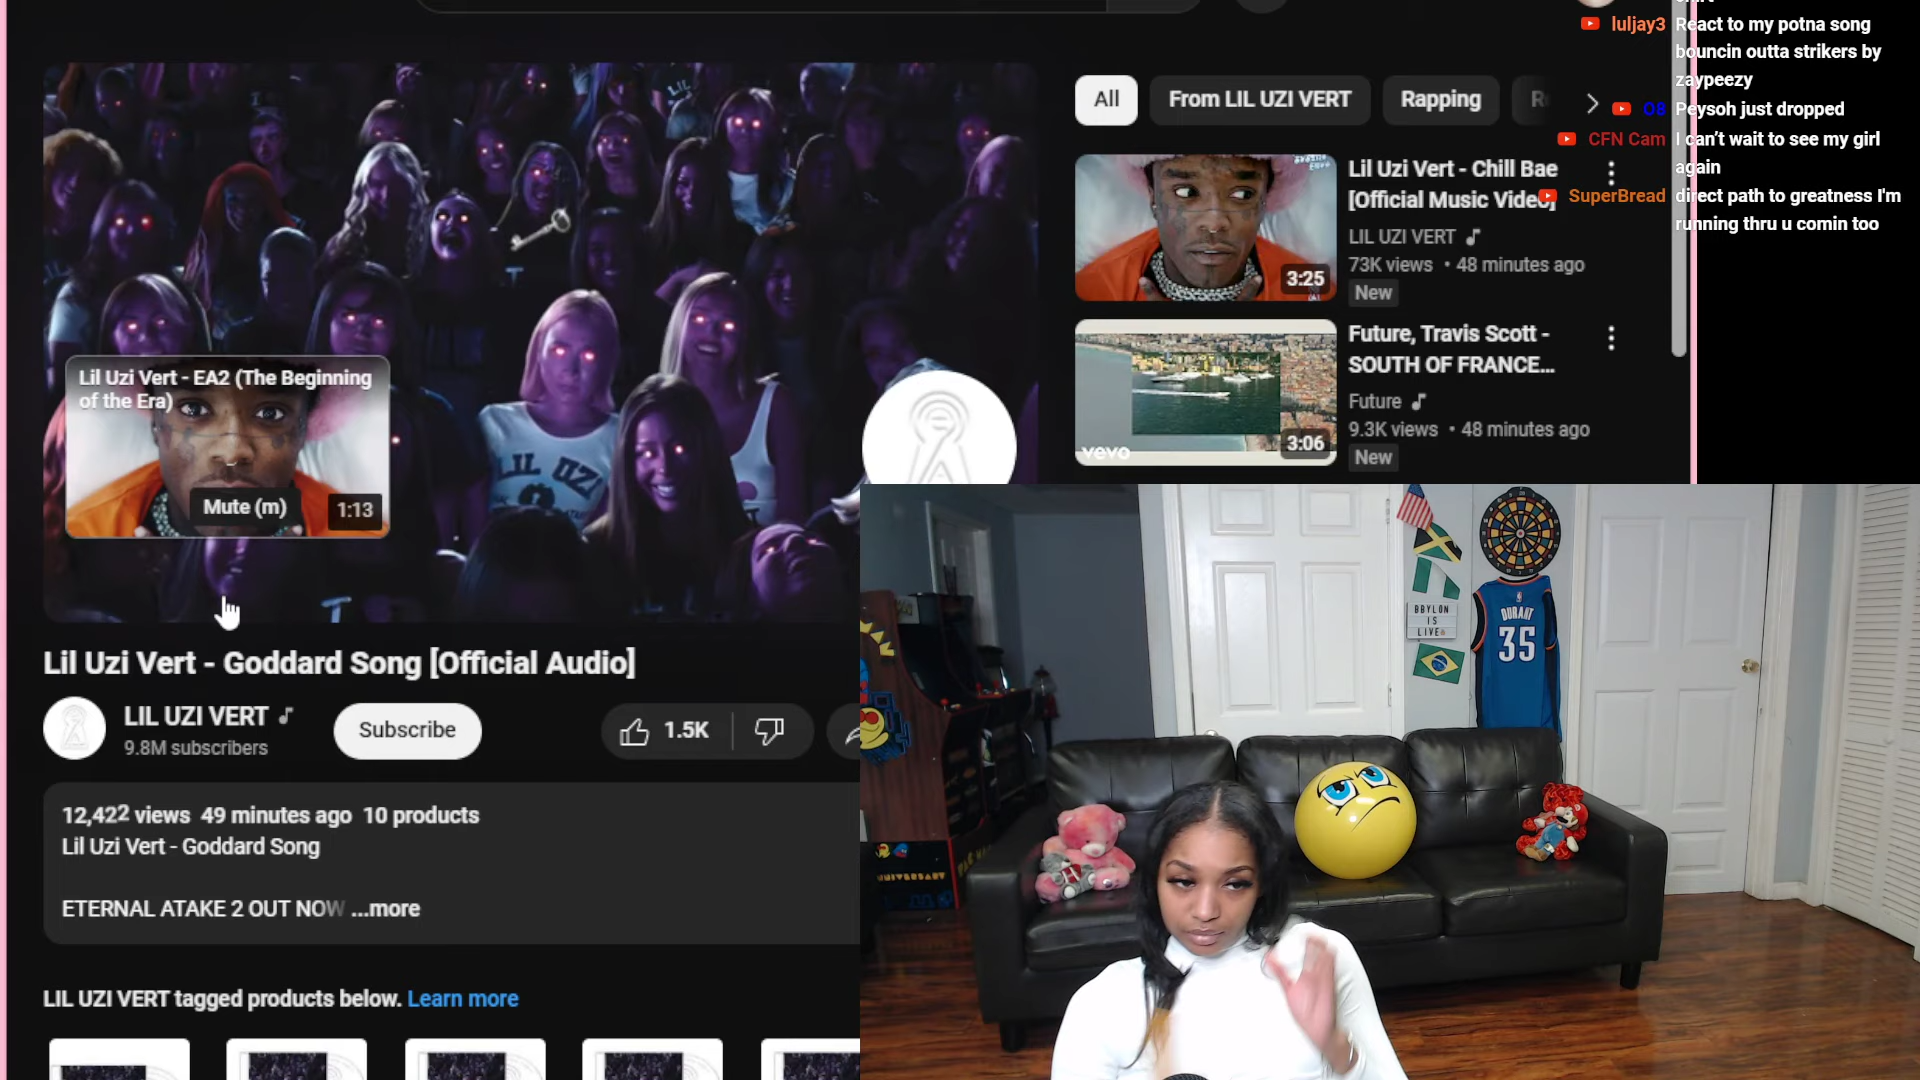 luljay3 React to my potna song
bouncin outta strikers by
zaypeezy
O8 Peysoh just dropped
CFN Cam I can't wait to see my girl
again
SuperBread direct path to greatness I'm
running thru u comin too
All
From LIL UZI VERT
Rapping
Lil Uzi Vert - Chill Bae
[Official Music Video]
LIL UZI VERT
73K views • 48 minutes ago
New
3:25
Future, Travis Scott -
SOUTH OF FRANCE...
Future
9.3K views • 48 minutes ago
New
3:06
vevo
LIL UZI
Lil Uzi Vert - EA2 (The Beginning
of the Era)
Mute (m)
1:13
Lil Uzi Vert - Goddard Song [Official Audio]
LIL UZI VERT
9.8M subscribers
Subscribe
1.5K
12,422 views 49 minutes ago 10 products
Lil Uzi Vert - Goddard Song
ETERNAL ATAKE 2 OUT NOW ...more
LIL UZI VERT tagged products below. Learn more
BBYLON
IS
LIVE
DURANT
35